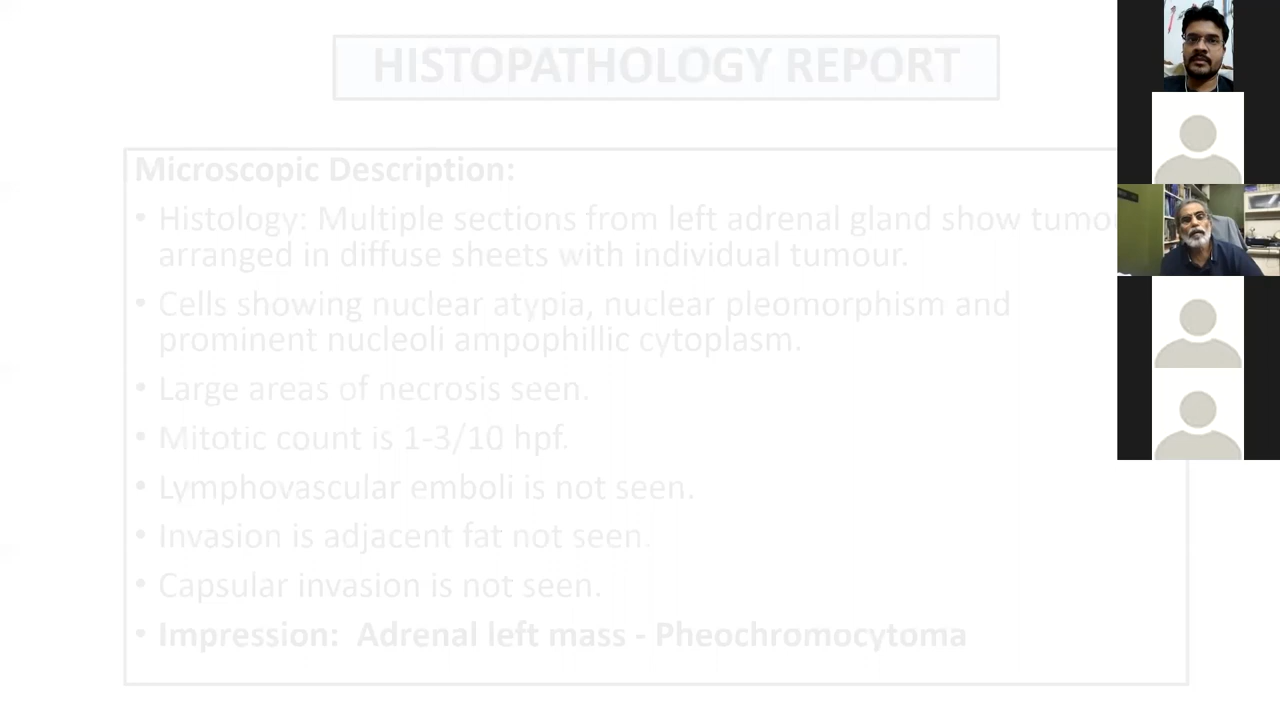 HISTOPATHOLOGY REPORT
Microscopic Description:
• Histology: Multiple sections from left adrenal gland show tumo
arranged in diffuse sheets with individual tumour.
• Cells showing nuclear atypia, nuclear pleomorphism and
prominent nucleoli ampophillic cytoplasm.
• Large areas of necrosis seen.
• Mitotic count is 1-3/10 hpf.
• Lymphovascular emboli is not seen.
• Invasion is adjacent fat not seen.
• Capsular invasion is not seen.
• Impression:  Adrenal left mass - Pheochromocytoma